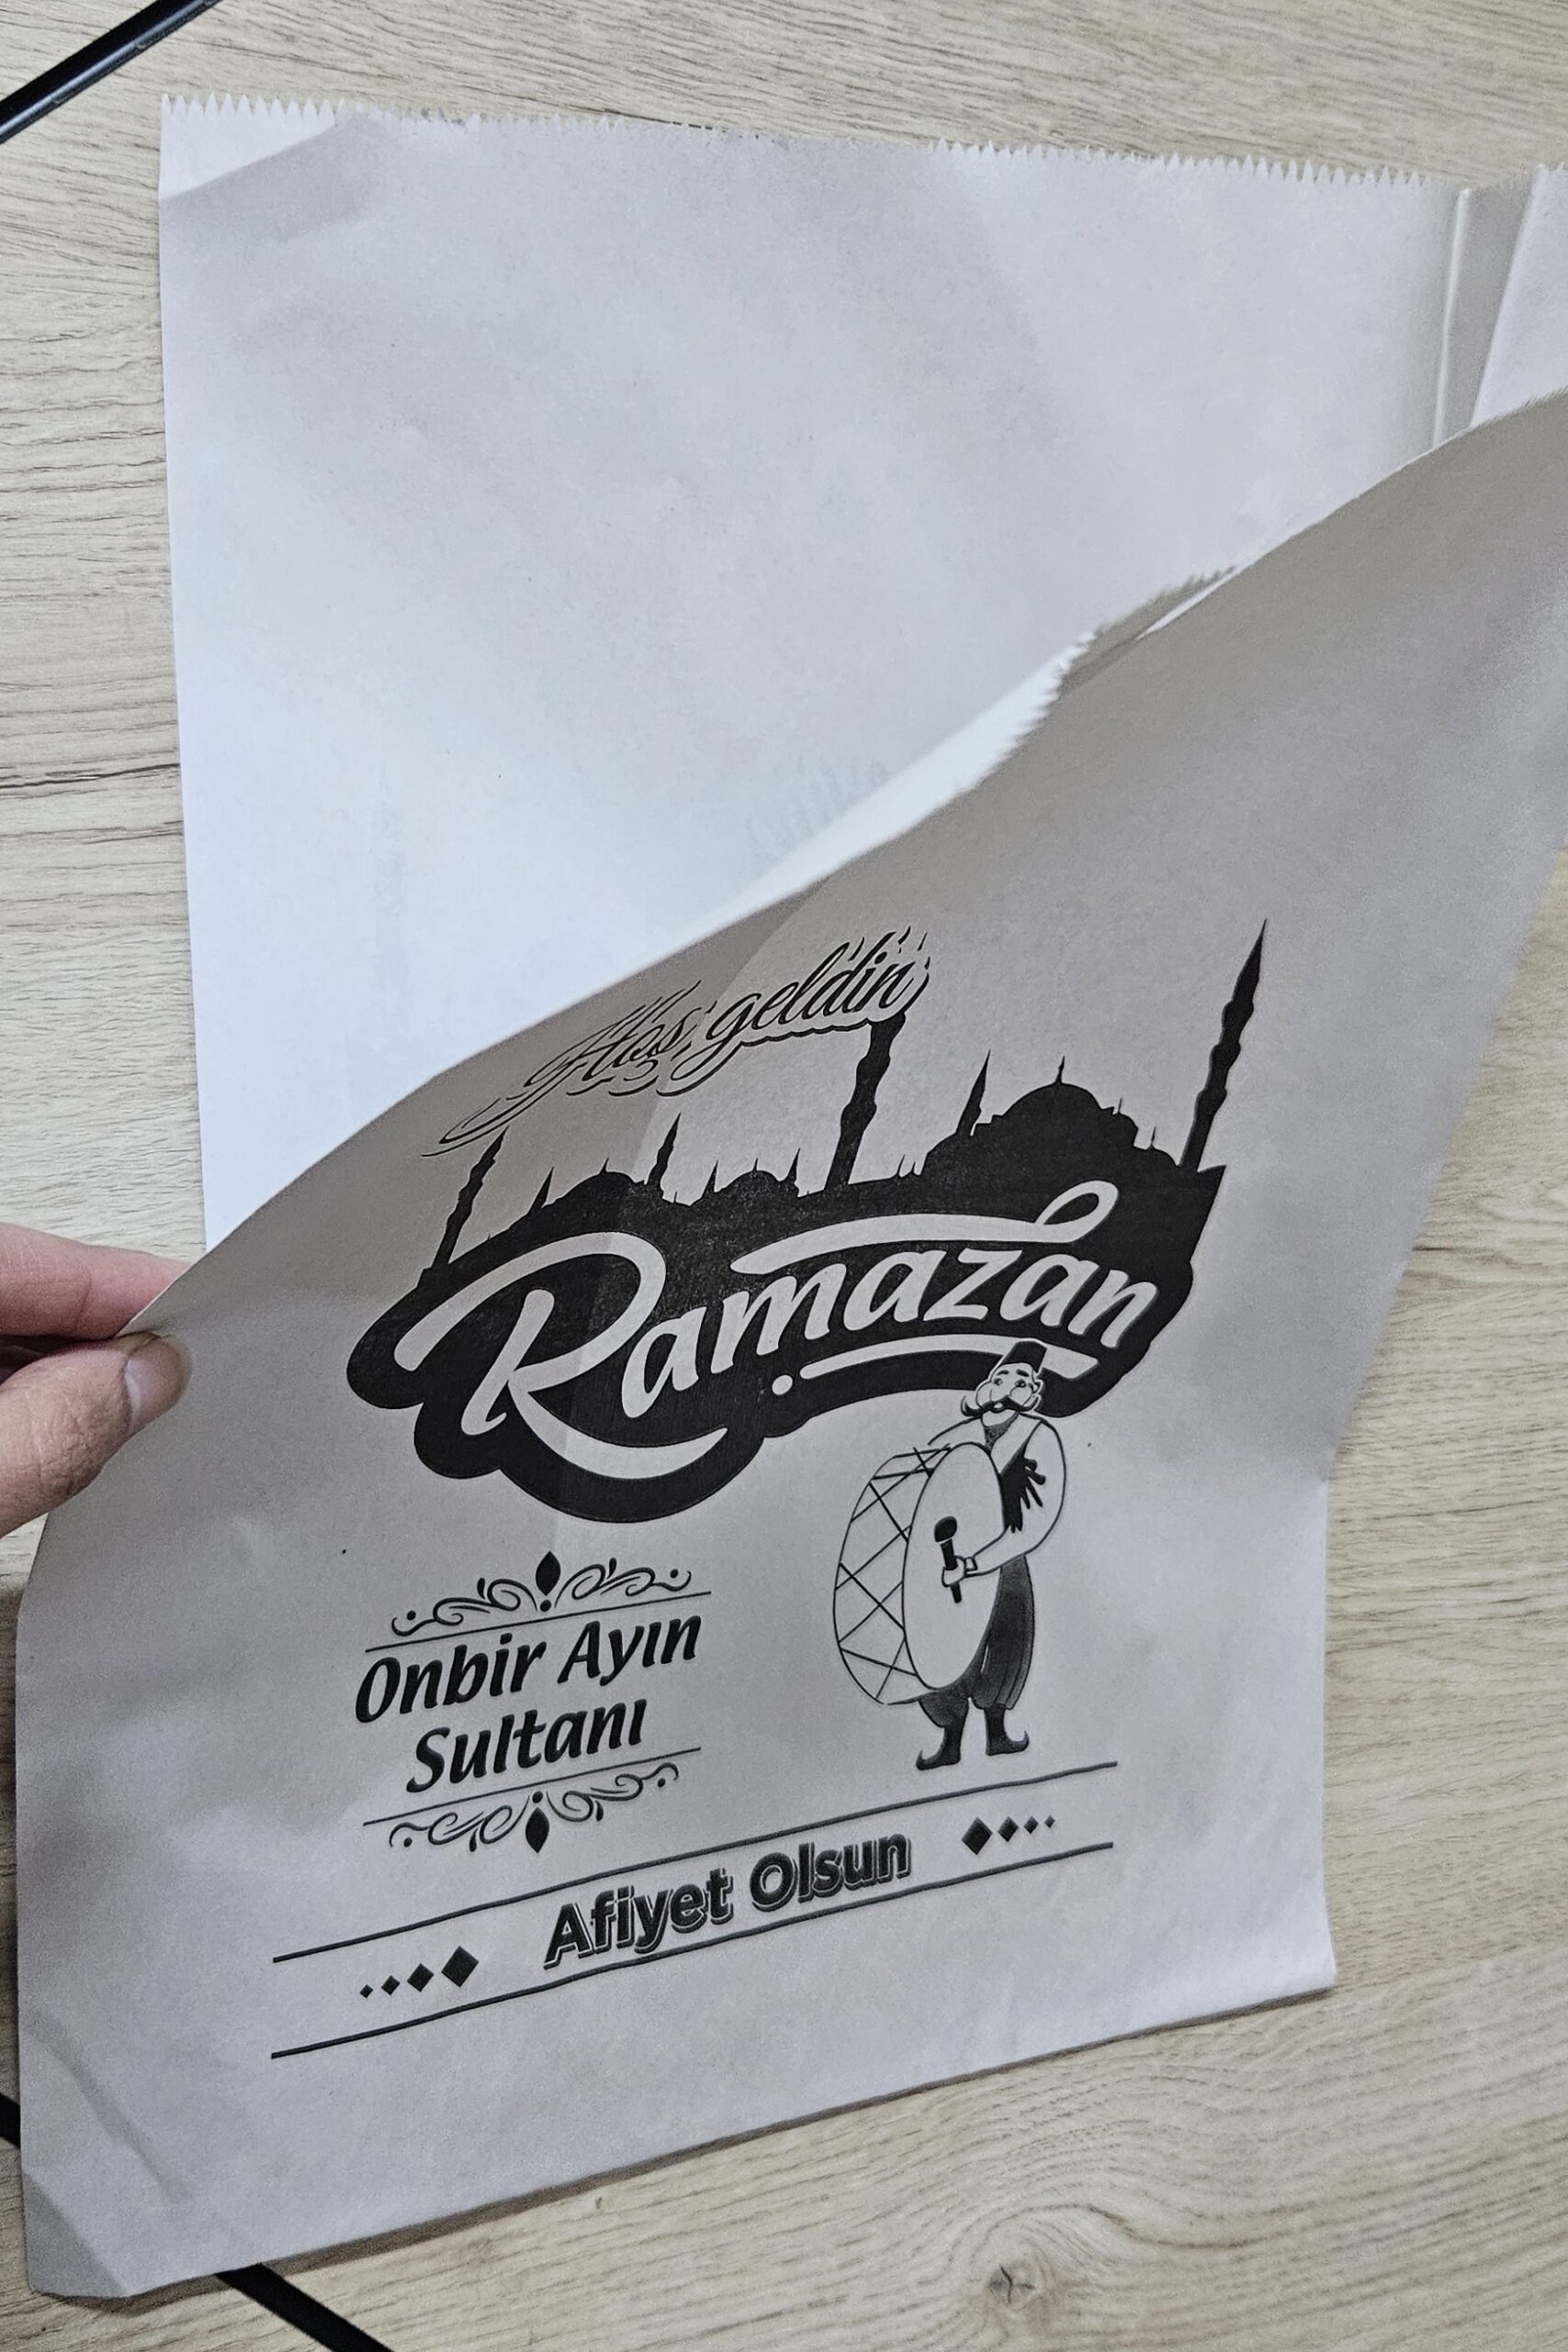 Hoş geldin
Ramazan
Onbir Ayın
Sultanı
Afiyet Olsun